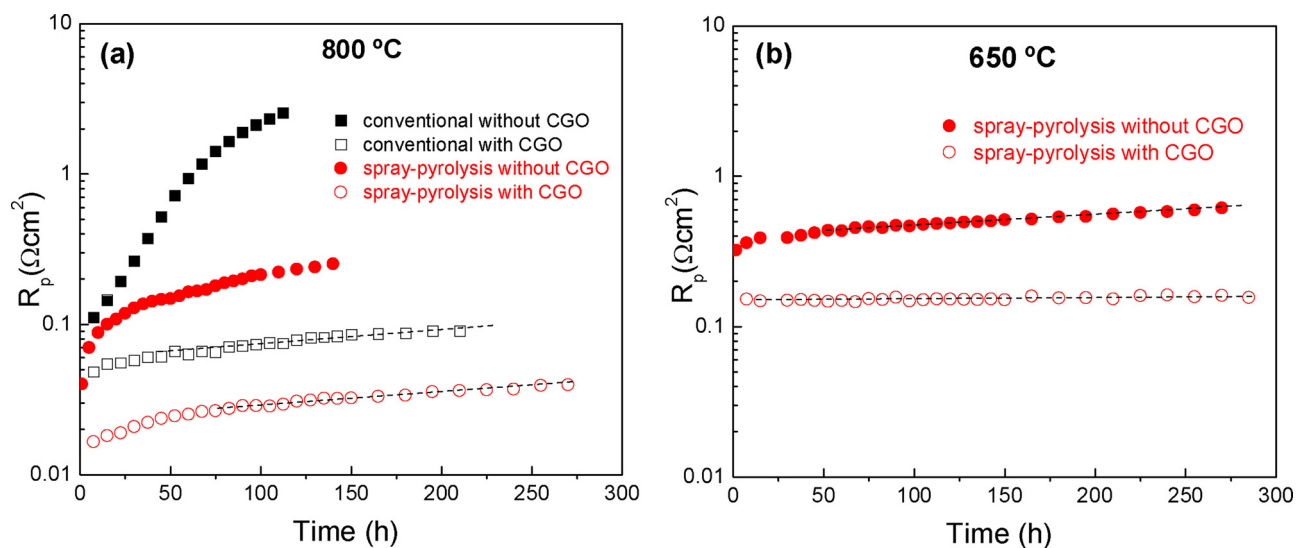 (a)
800 ºC
conventional without CGO
conventional with CGO
spray-pyrolysis without CGO
spray-pyrolysis with CGO
10
1
0.1
0.01
Rp(Ωcm2)
0 50 100 150 200 250 300
Time (h)
(b)
650 ºC
spray-pyrolysis without CGO
spray-pyrolysis with CGO
10
1
0.1
0.01
Rp(Ωcm2)
0 50 100 150 200 250 300
Time (h)